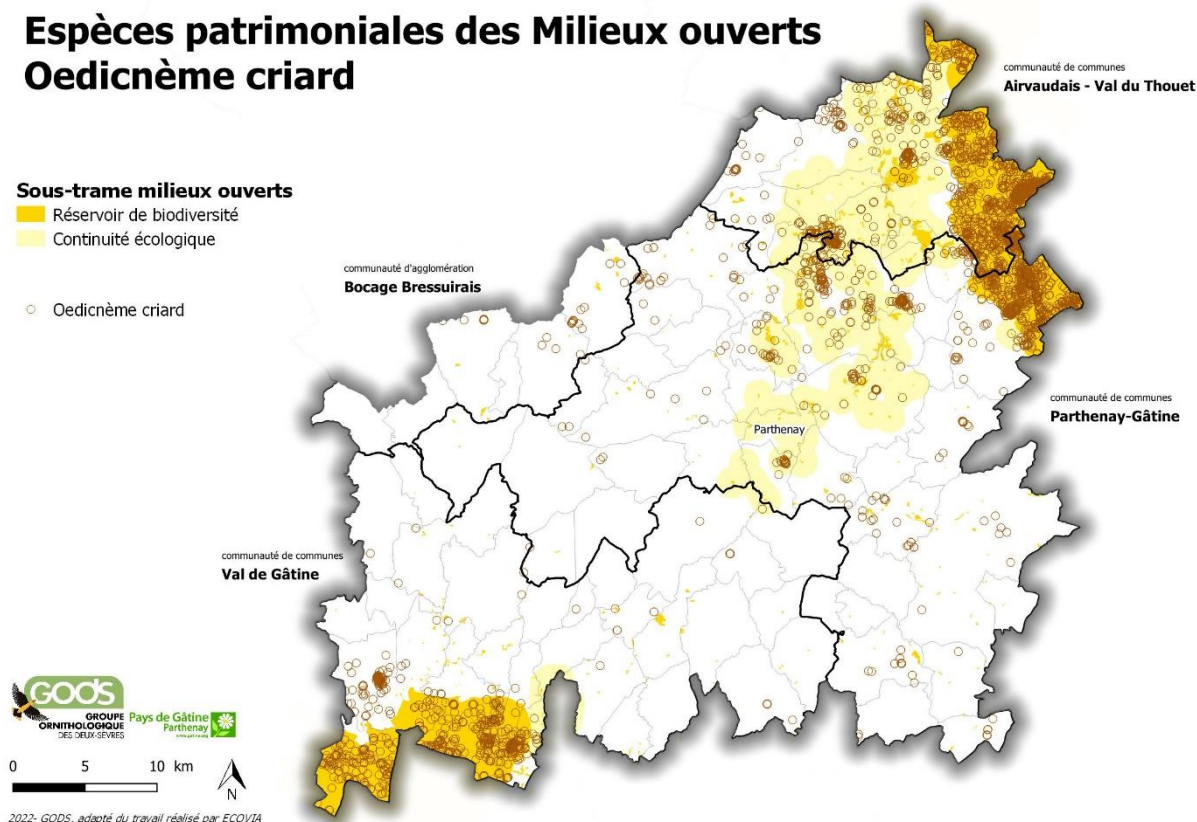 Espèces patrimoniales des Milieux ouverts
Oedicnème criard
communauté de communes
Airvaudais - Val du Thouet
Sous-trame milieux ouverts
Réservoir de biodiversité
Continuité écologique
Oedicnème criard
communauté d'agglomération
Bocage Bressuirais
communauté de communes
Parthenay-Gâtine
Parthenay
communauté de communes
Val de Gâtine
GODS
GROUPE
ORNITHOLOGIQUE
DES DEUX-SÈVRES
Pays de Gâtine
Parthenay
www.gatine.org
0 5 10 km
N
2022- GODS, adapté du travail réalisé par ECOVIA